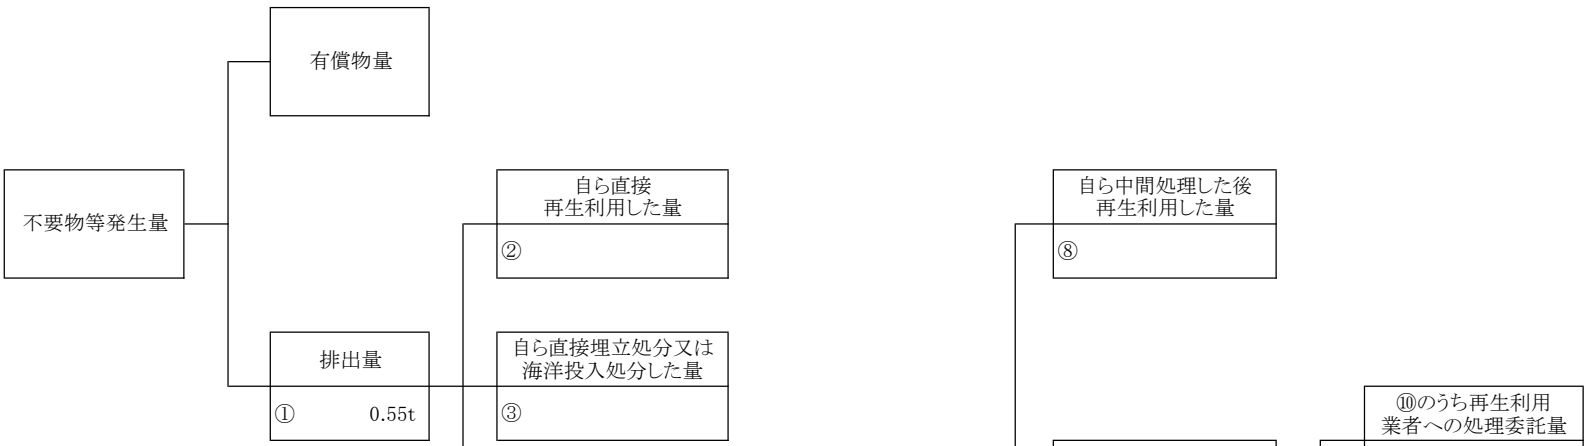 有償物量
不要物等発生量
自ら直接
再生利用した量
②
自ら中間処理した後
再生利用した量
⑧
排出量
① 0.55t
自ら直接埋立処分又は
海洋投入処分した量
③
⑩のうち再生利用
業者への処理委託量